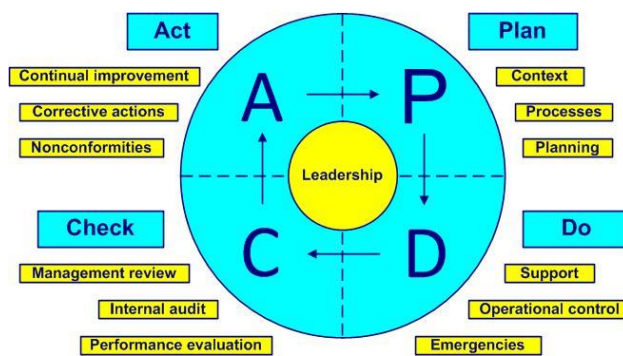 Act
Plan
Continual improvement
Corrective actions
Nonconformities
A
P
Context
Processes
Planning
Leadership
Check
Do
C
D
Management review
Internal audit
Performance evaluation
Support
Operational control
Emergencies